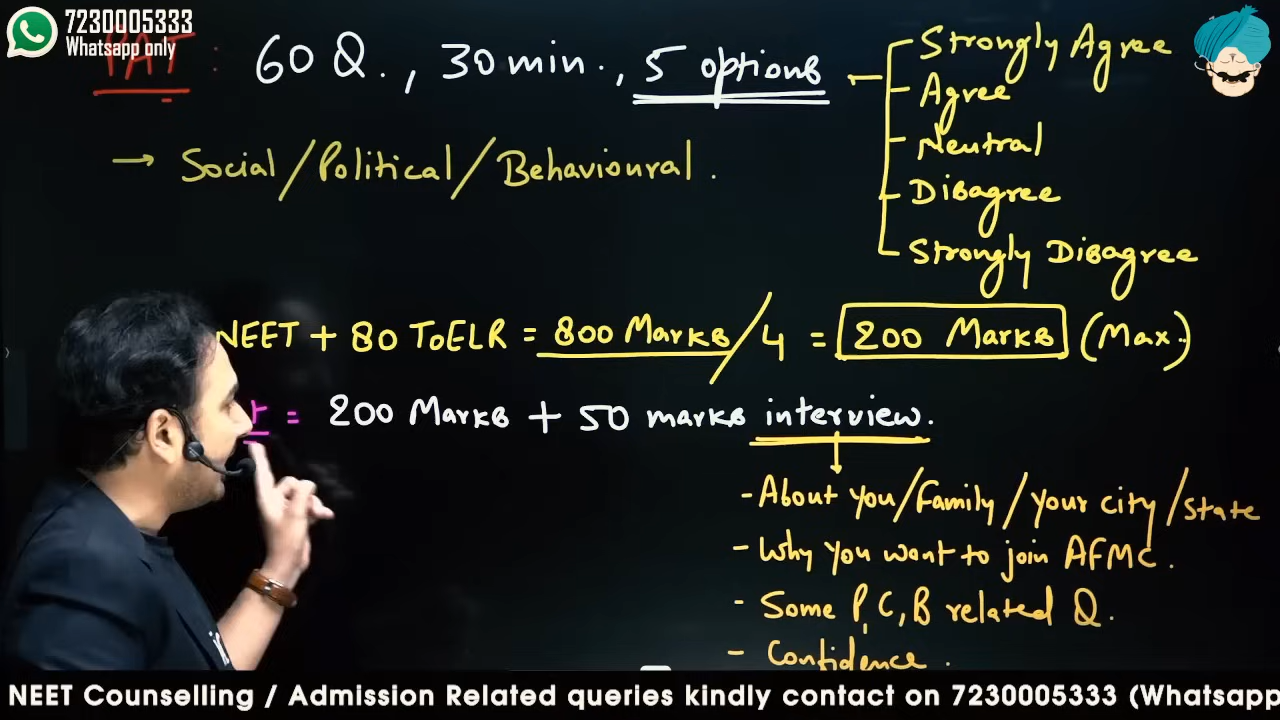 7230005333
Whatsapp only
PAT : 60 Q., 30 min., 5 options
Strongly Agree
Agree
Neutral
Disagree
Strongly Disagree
→ Social/Political/Behavioural.
NEET + 80 ToELR = 800 Marks/4 = 200 Marks (Max.)
= 200 Marks + 50 marks interview.
- About you/Family/your city/state
- Why you want to join AFMC.
- Some P, C, B related Q.
- Confidence.
NEET Counselling / Admission Related queries kindly contact on 7230005333 (Whatsapp